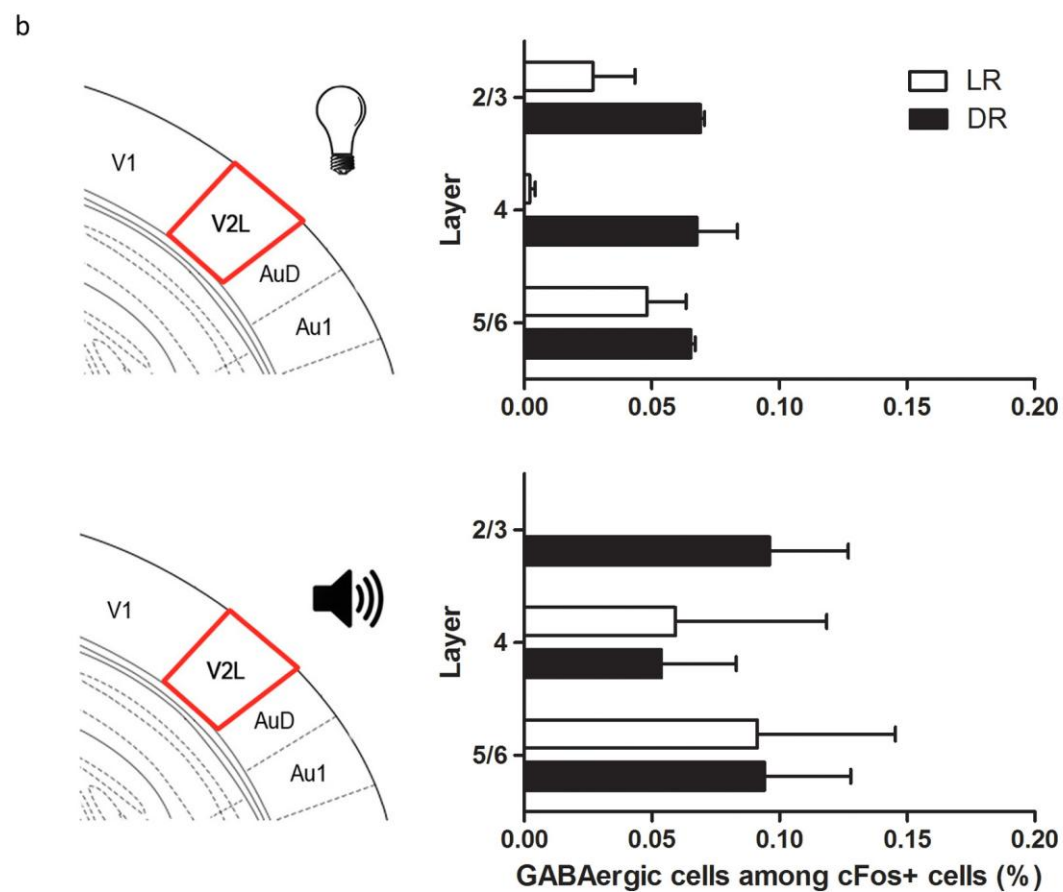 b
V1
V2L
AuD
Au1
Layer
2/3
4
5/6
LR
DR
0.00 0.05 0.10 0.15 0.20
V1
V2L
AuD
Au1
Layer
2/3
4
5/6
0.00 0.05 0.10 0.15 0.20
GABAergic cells among cFos+ cells (%)